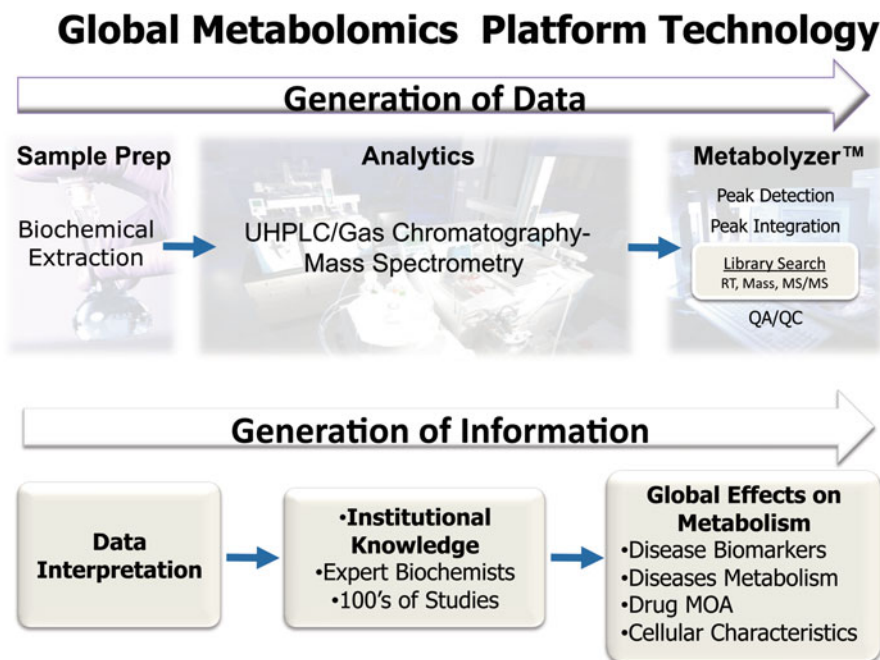 Global Metabolomics Platform Technology
Generation of Data
Sample Prep
Biochemical
Extraction
Analytics
UHPLC/Gas Chromatography-
Mass Spectrometry
Metabolyzer™
Peak Detection
Peak Integration
Library Search
RT, Mass, MS/MS
QA/QC
Generation of Information
Data
Interpretation
•Institutional
Knowledge
•Expert Biochemists
•100's of Studies
Global Effects on
Metabolism
•Disease Biomarkers
•Diseases Metabolism
•Drug MOA
•Cellular Characteristics